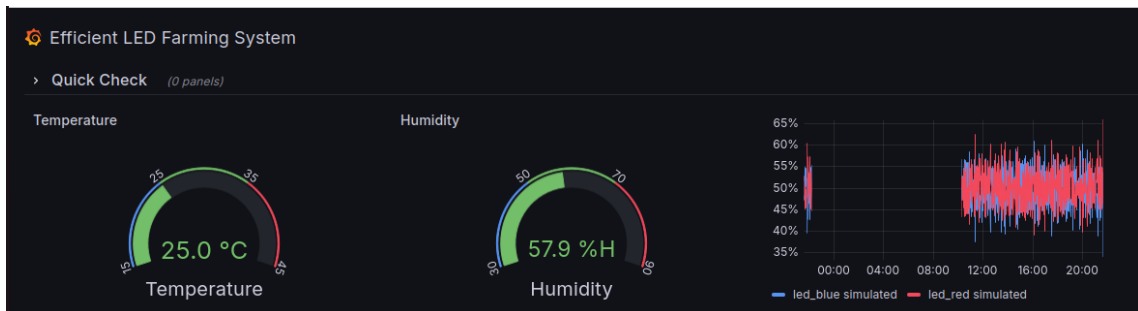 Efficient LED Farming System
Quick Check (0 panels)
Temperature
15
25
35
45
25.0 °C
Temperature
Humidity
30
50
70
90
57.9 %H
Humidity
65%
60%
55%
50%
45%
40%
35%
00:00 04:00 08:00 12:00 16:00 20:00
led_blue simulated led_red simulated